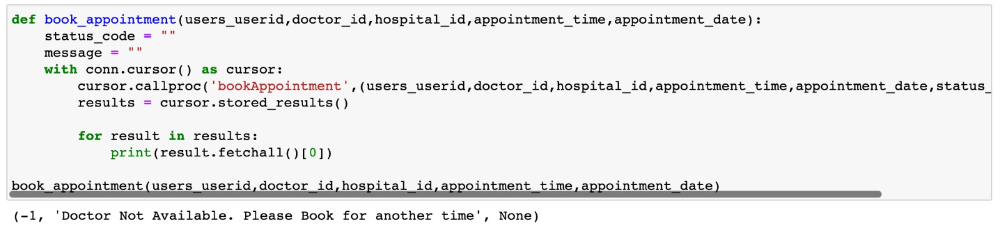 def book_appointment(users_userid,doctor_id,hospital_id,appointment_time,appointment_date):
    status_code = ""
    message = ""
    with conn.cursor() as cursor:
        cursor.callproc('bookAppointment',(users_userid,doctor_id,hospital_id,appointment_time,appointment_date,status_
        results = cursor.stored_results()

        for result in results:
            print(result.fetchall()[0])

book_appointment(users_userid,doctor_id,hospital_id,appointment_time,appointment_date)
(-1, 'Doctor Not Available. Please Book for another time', None)